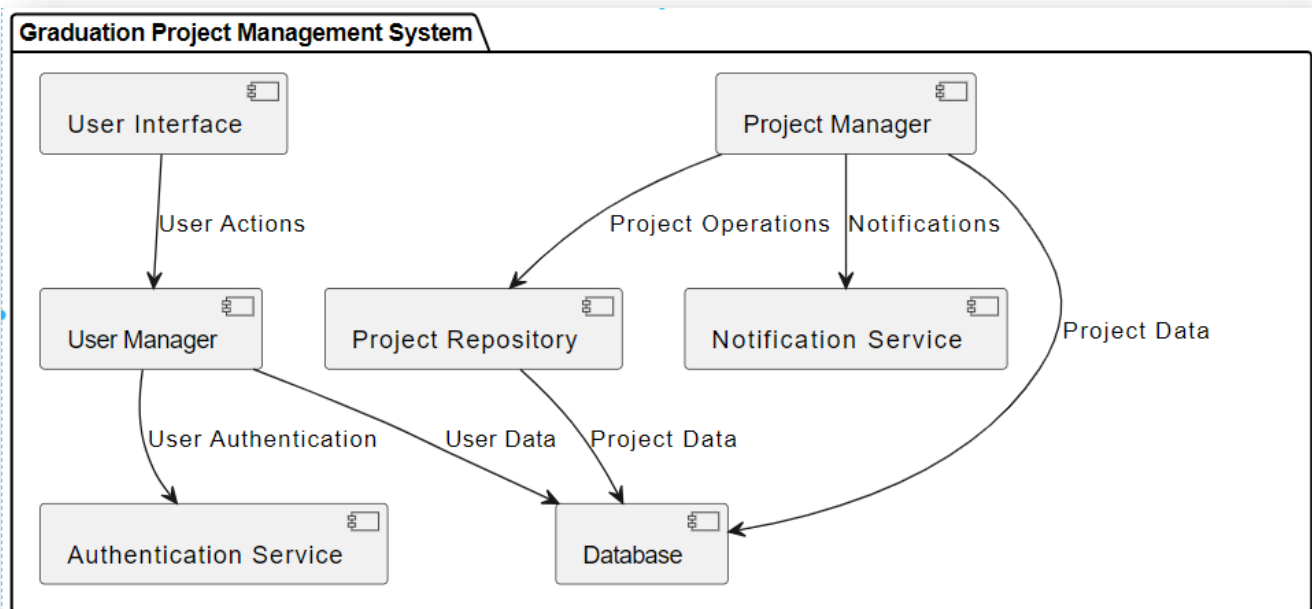 Graduation Project Management System
User Interface
Project Manager
User Actions
Project Operations
Notifications
User Manager
Project Repository
Notification Service
Project Data
User Authentication
User Data
Project Data
Authentication Service
Database